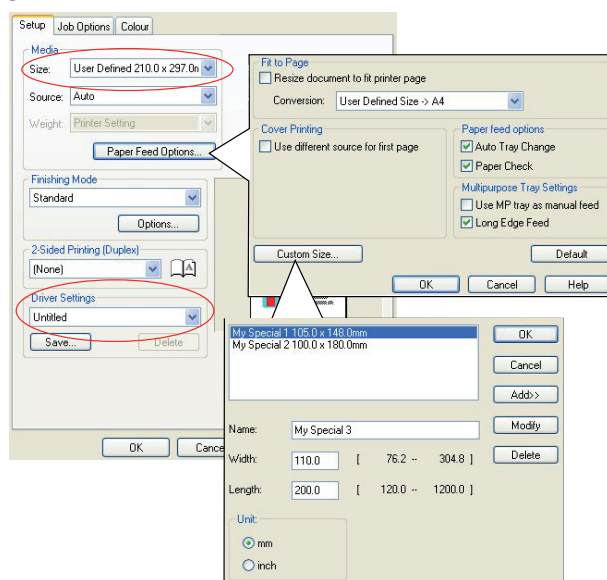 Setup Job Options Colour
Media
Size: User Defined 210.0 x 297.0n
Source: Auto
Weight: Printer Setting
Paper Feed Options...
Finishing Mode
Standard
Options...
2-Sided Printing (Duplex)
(None)
A
Driver Settings
Untitled
Save... Delete
OK Cance
Fit to Page
Resize document to fit printer page
Conversion: User Defined Size -> A4
Cover Printing
Use different source for first page
Paper feed options
Auto Tray Change
Paper Check
Multipurpose Tray Settings
Use MP tray as manual feed
Long Edge Feed
Custom Size... Default
OK Cancel Help
My Special 1 105.0 x 148.0mm
My Special 2 100.0 x 180.0mm
OK
Cancel
Add>>
Modify
Delete
Name: My Special 3
Width: 110.0 [ 76.2 -- 304.8 ]
Length: 200.0 [ 120.0 -- 1200.0 ]
Unit:
mm
inch